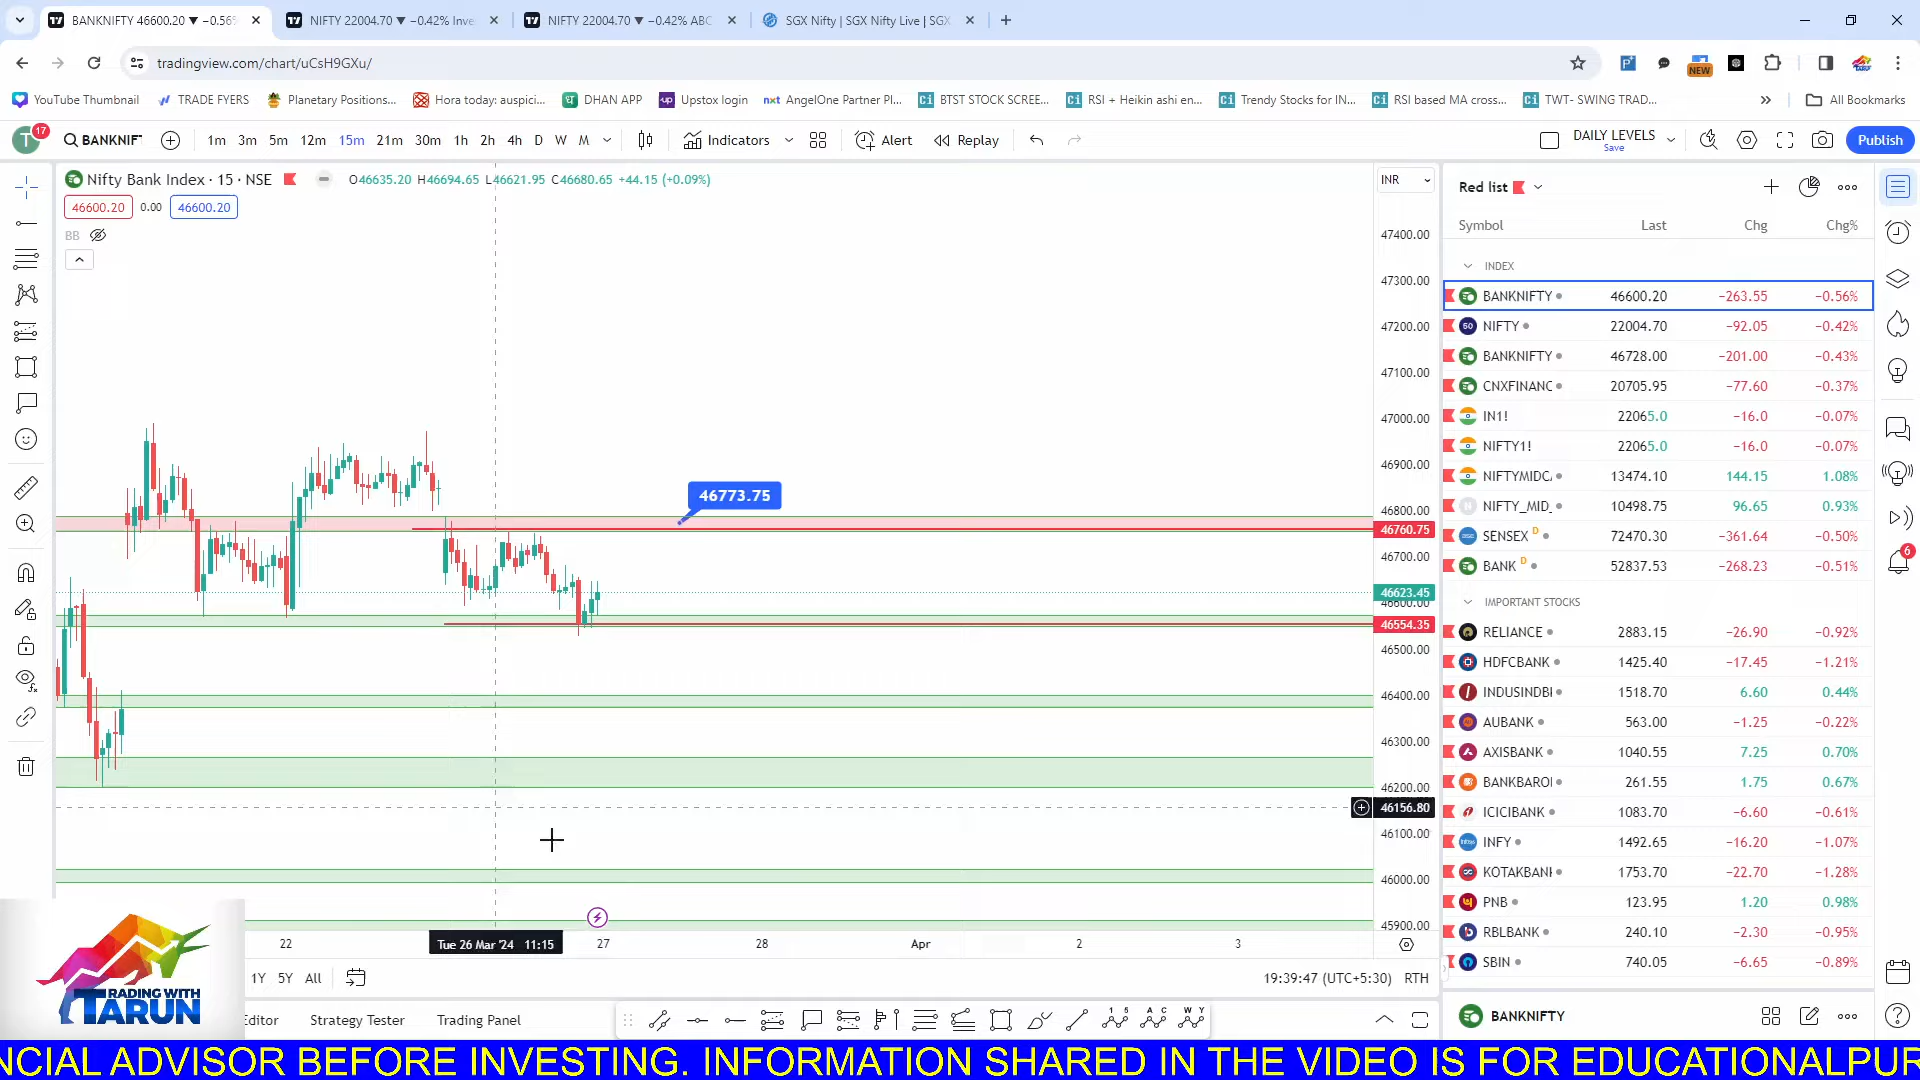 BANKNIFTY 46600.20 ▼ −0.56%
NIFTY 22004.70 ▼ −0.42% Inve
NIFTY 22004.70 ▼ −0.42% ABC
SGX Nifty | SGX Nifty Live | SGX
tradingview.com/chart/uCsH9GXu/
NEW
YouTube Thumbnail
TRADE FYERS
Planetary Positions...
Hora today: auspici...
DHAN APP
Upstox login
AngelOne Partner Pl...
BTST STOCK SCREE...
RSI + Heikin ashi en...
Trendy Stocks for IN...
RSI based MA cross...
TWT- SWING TRAD...
All Bookmarks
T 17 BANKNIF 1m 3m 5m 12m 15m 21m 30m 1h 2h 4h D W M Indicators Alert Replay
DAILY LEVELS
Save
Publish
Nifty Bank Index · 15 · NSE O46635.20 H46694.65 L46621.95 C46680.65 +44.15 (+0.09%)
46600.20 0.00 46600.20
BB
INR
47400.00
47300.00
47200.00
47100.00
47000.00
46900.00
46773.75
46800.00
46760.75
46700.00
46623.45
46600.00
46554.35
46500.00
46400.00
46300.00
46200.00
46156.80
46100.00
46000.00
45900.00
22
Tue 26 Mar '24 11:15
27
28
Apr
2
3
1Y 5Y All
19:39:47 (UTC+5:30) RTH
Editor Strategy Tester Trading Panel
Red list
Symbol Last Chg Chg%
INDEX
BANKNIFTY 46600.20 −263.55 −0.56%
NIFTY 22004.70 −92.05 −0.42%
BANKNIFTY 46728.00 −201.00 −0.43%
CNXFINANC 20705.95 −77.60 −0.37%
IN1! 22065.0 −16.0 −0.07%
NIFTY1! 22065.0 −16.0 −0.07%
NIFTYMIDC 13474.10 144.15 1.08%
NIFTY_MID_ 10498.75 96.65 0.93%
SENSEX D 72470.30 −361.64 −0.50%
BANK D 52837.53 −268.23 −0.51%
IMPORTANT STOCKS
RELIANCE 2883.15 −26.90 −0.92%
HDFCBANK 1425.40 −17.45 −1.21%
INDUSINDBI 1518.70 6.60 0.44%
AUBANK 563.00 −1.25 −0.22%
AXISBANK 1040.55 7.25 0.70%
BANKBAROI 261.55 1.75 0.67%
ICICIBANK 1083.70 −6.60 −0.61%
INFY 1492.65 −16.20 −1.07%
KOTAKBANK 1753.70 −22.70 −1.28%
PNB 123.95 1.20 0.98%
RBLBANK 240.10 −2.30 −0.95%
SBIN 740.05 −6.65 −0.89%
BANKNIFTY
6
TRADING WITH
TARUN
NCIAL ADVISOR BEFORE INVESTING. INFORMATION SHARED IN THE VIDEO IS FOR EDUCATIONALPUR